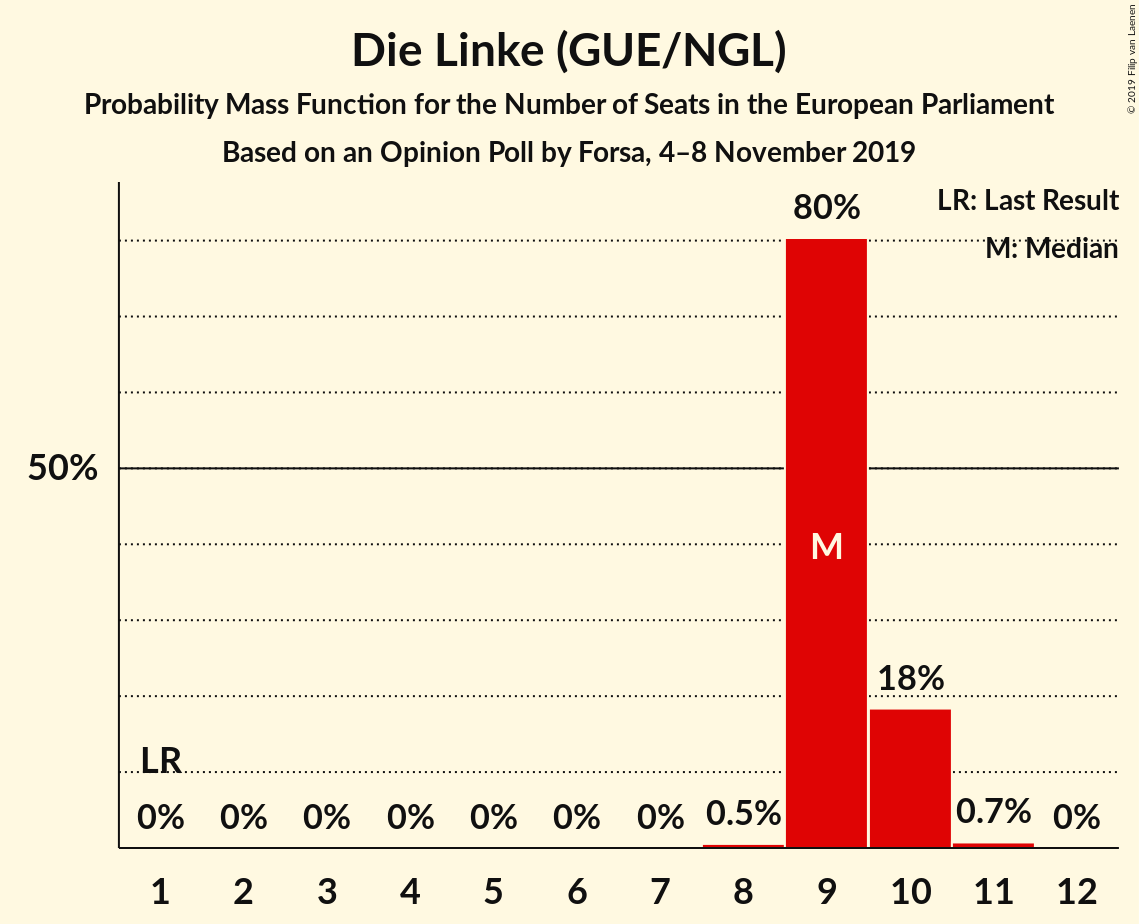 Die Linke (GUE/NGL)
Probability Mass Function for the Number of Seats in the European Parliament
Based on an Opinion Poll by Forsa, 4–8 November 2019
© 2019 Filip van Laenen
LR: Last Result
M: Median
80%
50%
M
18%
LR
0% 0% 0% 0% 0% 0% 0% 0.5% 0.7% 0%
1 2 3 4 5 6 7 8 9 10 11 12